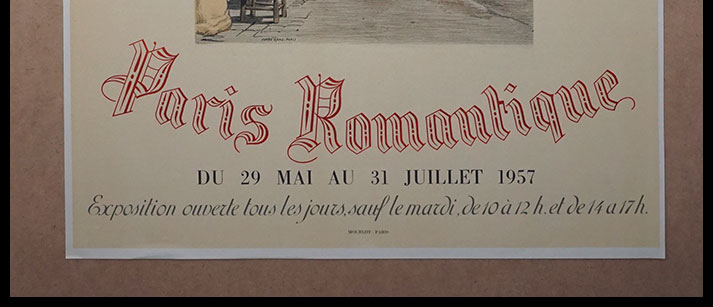 Paris Romantique
DU 29 MAI AU 31 JUILLET 1957
Exposition ouverte tous les jours, sauf le mardi, de 10 à 12 h. et de 14 a 17 h.
MOURLOT - PARIS